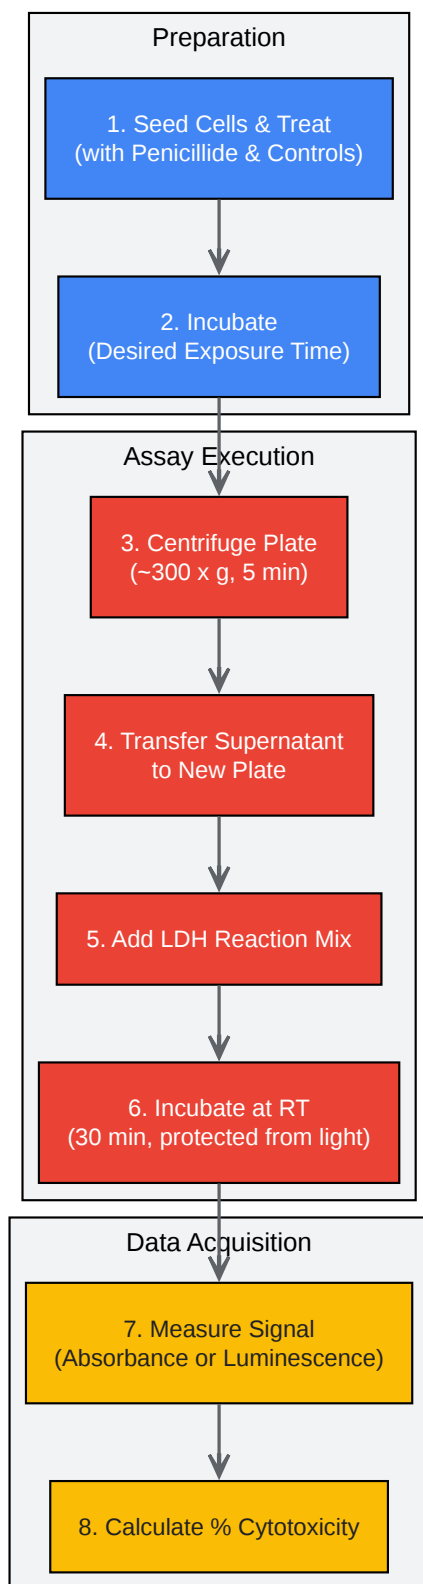 Preparation
1. Seed Cells & Treat
(with Penicillide & Controls)
2. Incubate
(Desired Exposure Time)
Assay Execution
3. Centrifuge Plate
(~300 x g, 5 min)
4. Transfer Supernatant
to New Plate
5. Add LDH Reaction Mix
6. Incubate at RT
(30 min, protected from light)
Data Acquisition
7. Measure Signal
(Absorbance or Luminescence)
8. Calculate % Cytotoxicity